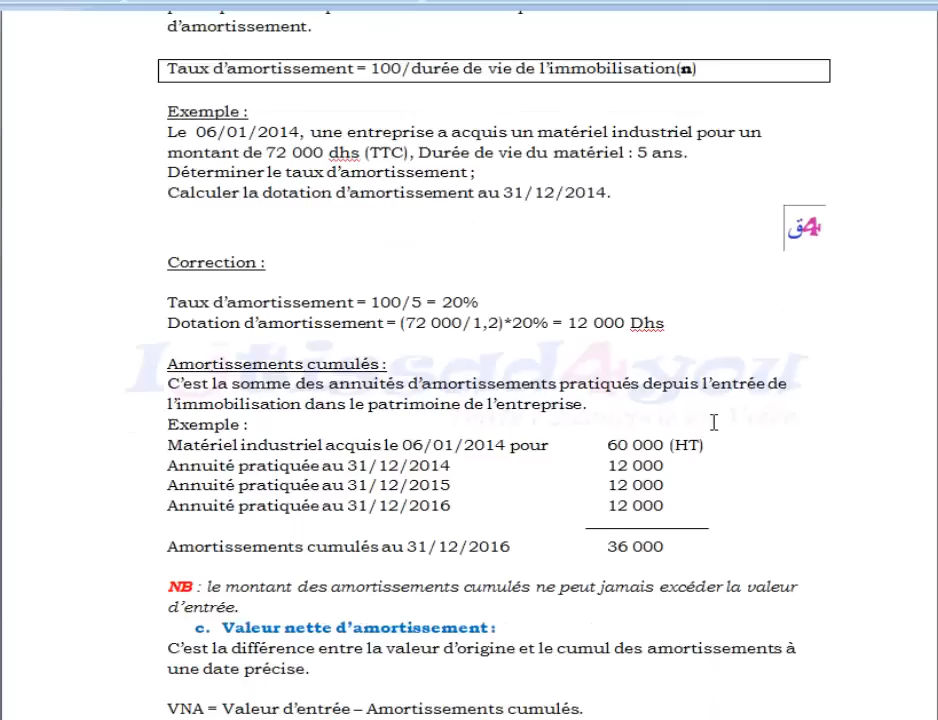 d'amortissement.
Taux d'amortissement = 100/durée de vie de l'immobilisation(n)
Exemple :
Le 06/01/2014, une entreprise a acquis un matériel industriel pour un
montant de 72 000 dhs (TTC), Durée de vie du matériel : 5 ans.
Déterminer le taux d'amortissement ;
Calculer la dotation d'amortissement au 31/12/2014.
ق4
Correction :
Taux d'amortissement = 100/5 = 20%
Dotation d'amortissement = (72 000/1,2)*20% = 12 000 Dhs
Amortissements cumulés :
C'est la somme des annuités d'amortissements pratiqués depuis l'entrée de
l'immobilisation dans le patrimoine de l'entreprise.
Exemple :
Matériel industriel acquis le 06/01/2014 pour 60 000 (HT)
Annuité pratiquée au 31/12/2014 12 000
Annuité pratiquée au 31/12/2015 12 000
Annuité pratiquée au 31/12/2016 12 000
Amortissements cumulés au 31/12/2016 36 000
NB : le montant des amortissements cumulés ne peut jamais excéder la valeur
d'entrée.
c. Valeur nette d'amortissement :
C'est la différence entre la valeur d'origine et le cumul des amortissements à
une date précise.
VNA = Valeur d'entrée – Amortissements cumulés.